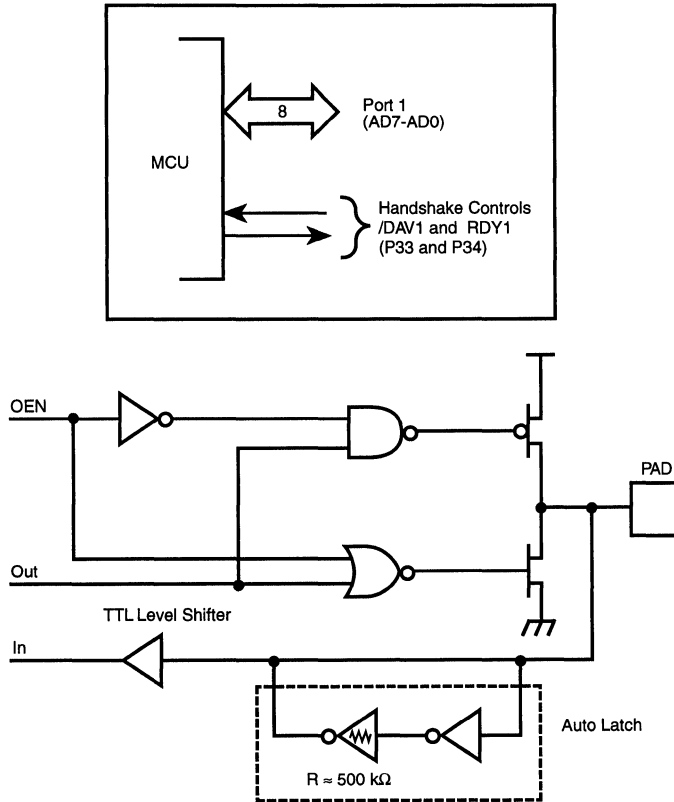 MCU
8
Port 1
(AD7-AD0)
Handshake Controls
/DAV1 and RDY1
(P33 and P34)
OEN
PAD
Out
TTL Level Shifter
In
Auto Latch
R ≈ 500 kΩ